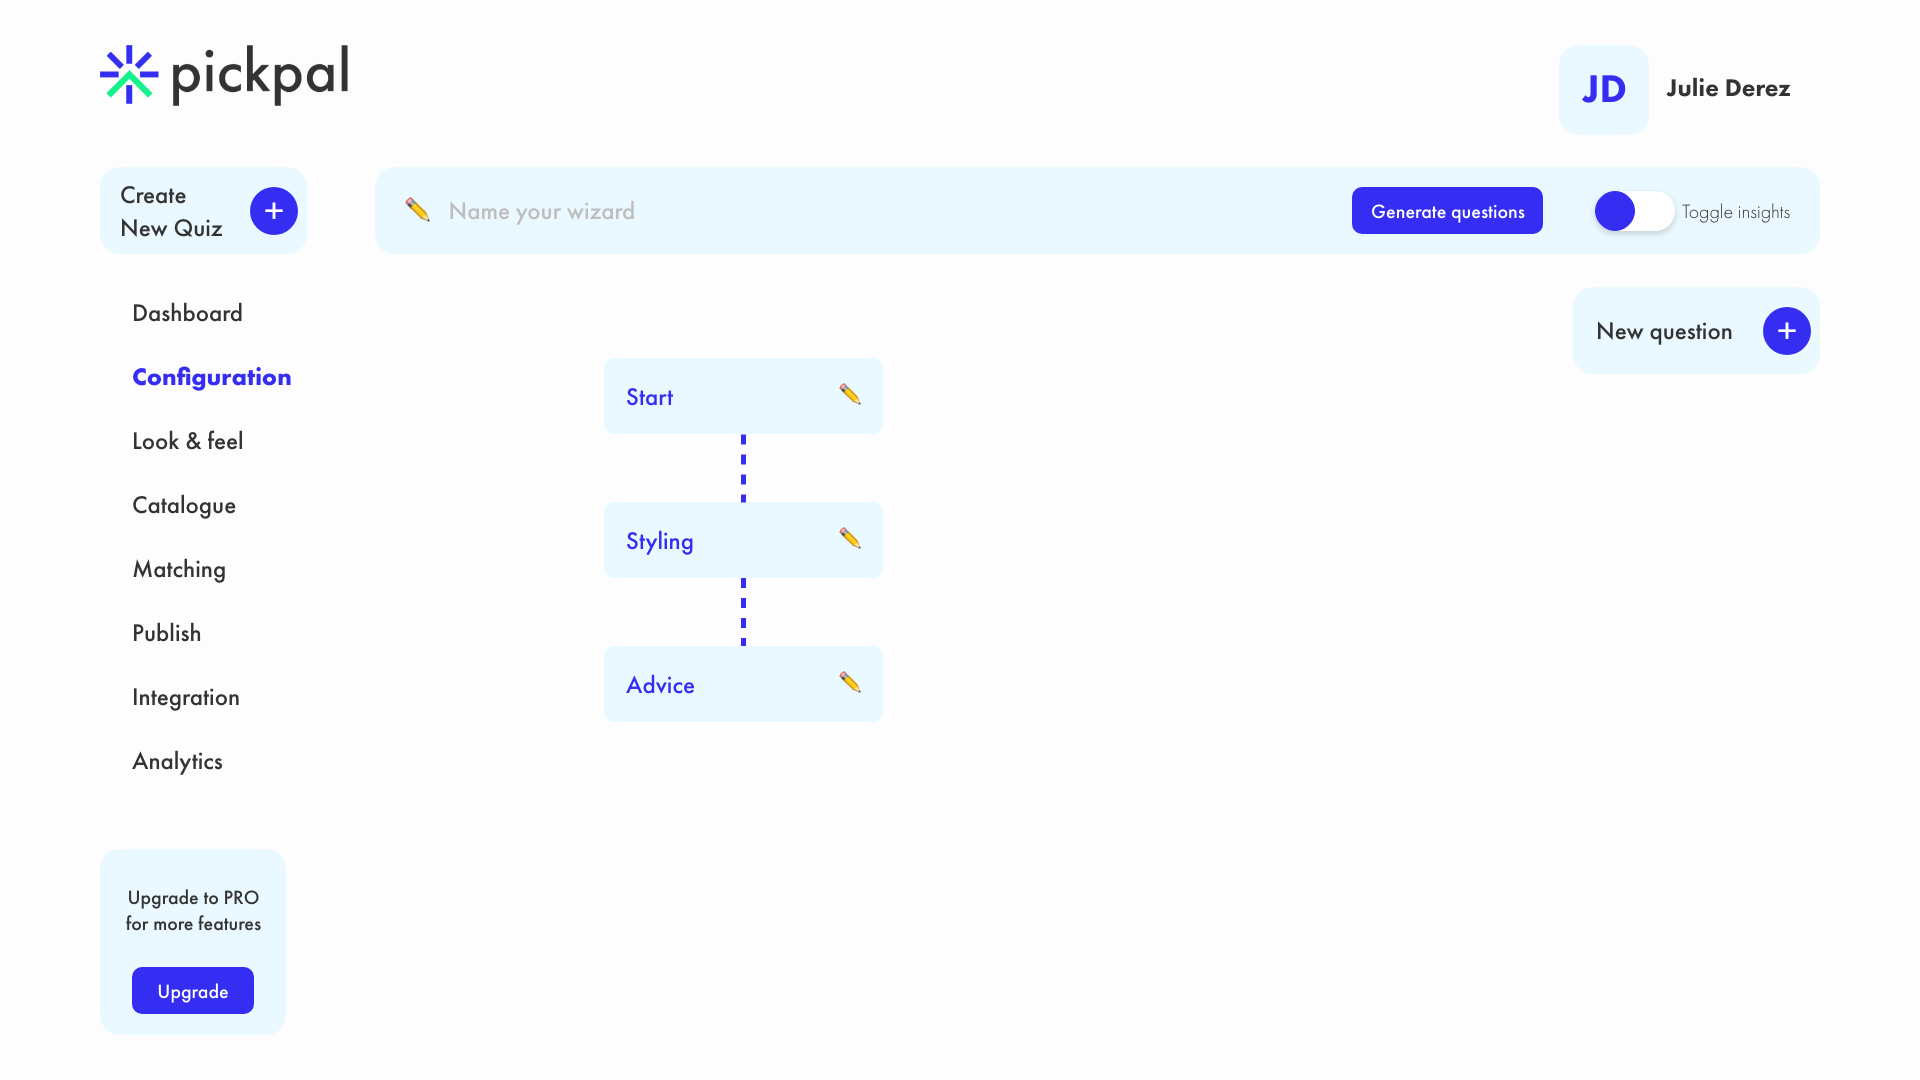 pickpal
JD
Julie Derez
Create
New Quiz
Name your wizard
Generate questions
Toggle insights
Dashboard
Configuration
Look & feel
Catalogue
Matching
Publish
Integration
Analytics
New question
Start
Styling
Advice
Upgrade to PRO
for more features
Upgrade